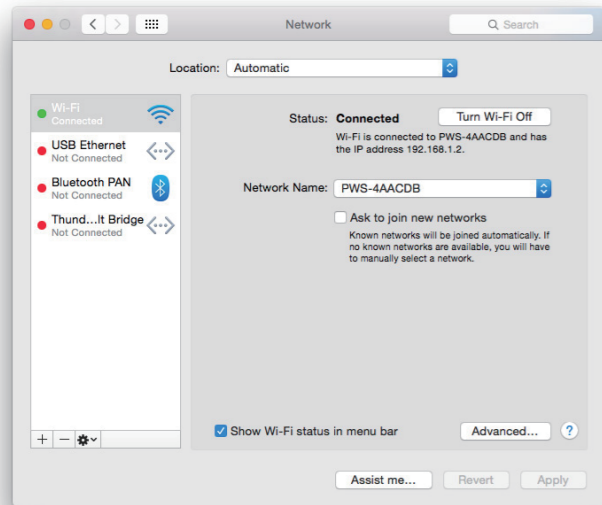 Network
Search
Location: Automatic
Wi-Fi
Connected
USB Ethernet
Not Connected
Bluetooth PAN
Not Connected
Thund...lt Bridge
Not Connected
Status: Connected
Turn Wi-Fi Off
Wi-Fi is connected to PWS-4AACDB and has
the IP address 192.168.1.2.
Network Name: PWS-4AACDB
Ask to join new networks
Known networks will be joined automatically. If
no known networks are available, you will have
to manually select a network.
Show Wi-Fi status in menu bar
Advanced...
?
Assist me...
Revert
Apply